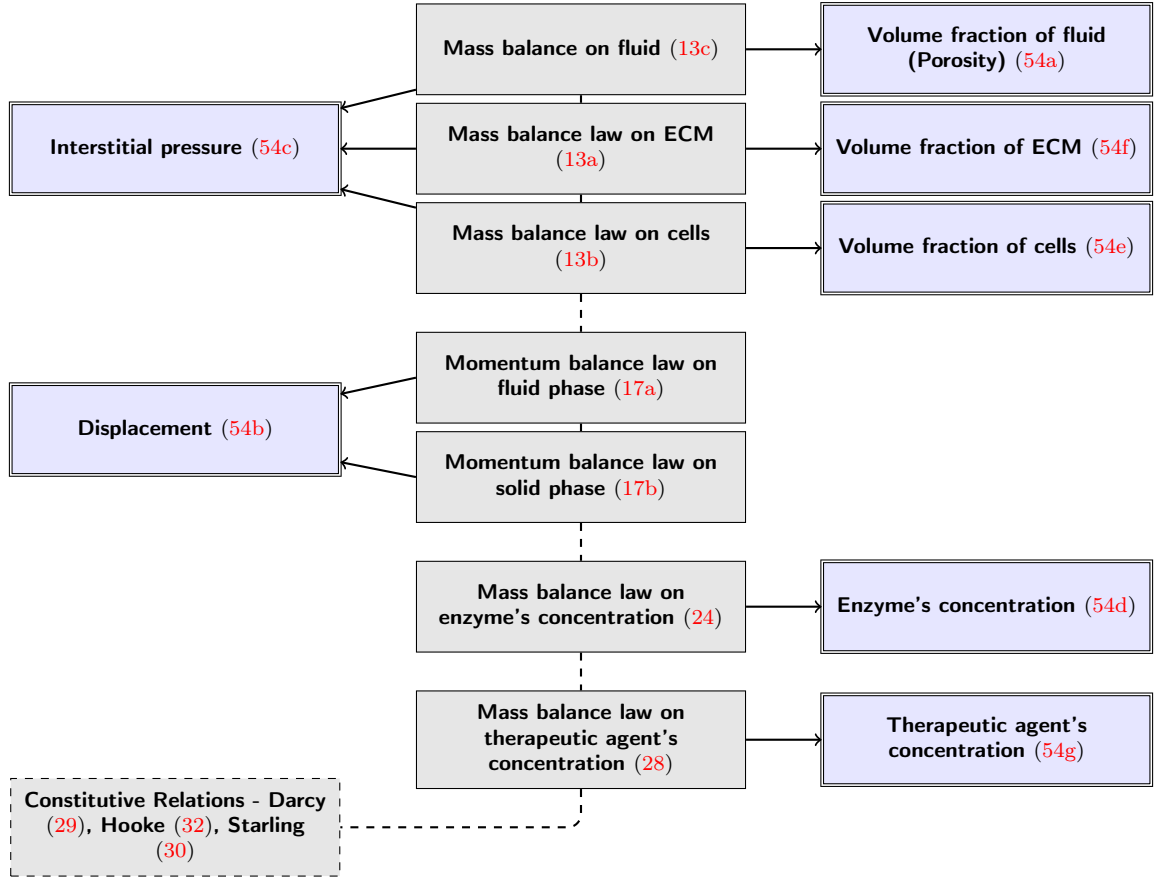 Mass balance on fluid (13c)
Volume fraction of fluid
(Porosity) (54a)
Interstitial pressure (54c)
Mass balance law on ECM
(13a)
Volume fraction of ECM (54f)
Mass balance law on cells
(13b)
Volume fraction of cells (54e)
Momentum balance law on
fluid phase (17a)
Displacement (54b)
Momentum balance law on
solid phase (17b)
Mass balance law on
enzyme's concentration (24)
Enzyme's concentration (54d)
Mass balance law on
therapeutic agent's
concentration (28)
Therapeutic agent's
concentration (54g)
Constitutive Relations - Darcy
(29), Hooke (32), Starling
(30)